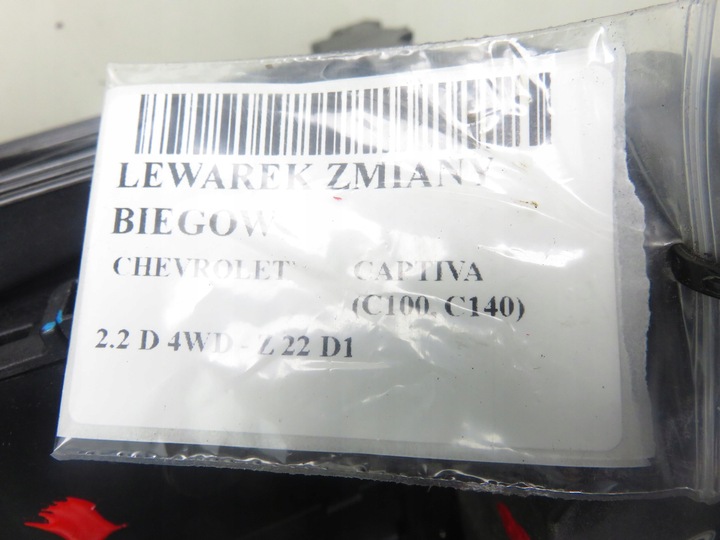 LEWAREK ZMIANY
BIEGOW
CHEVROLET CAPTIVA
(C100, C140)
2.2 D 4WD - Z 22 D1